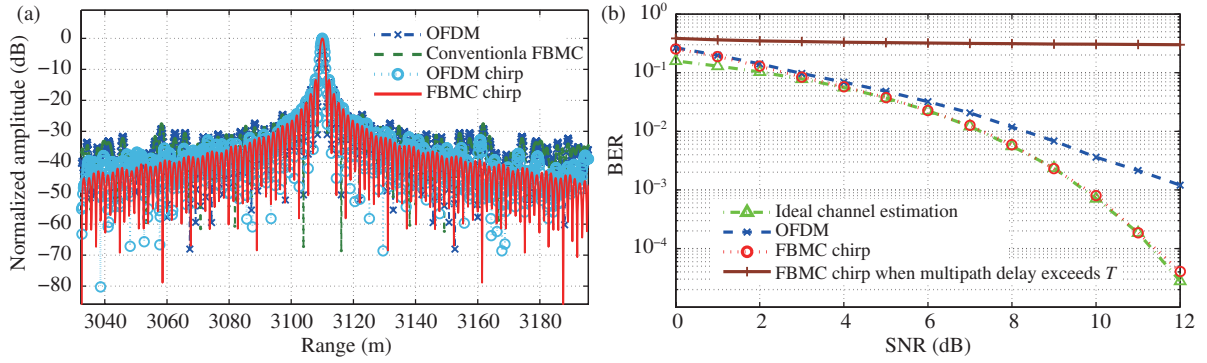 (a)
Normalized amplitude (dB)
0
−10
−20
−30
−40
−50
−60
−70
−80
3040
3060
3080
3100
3120
3140
3160
3180
Range (m)
OFDM
Conventionla FBMC
OFDM chirp
FBMC chirp
(b)
BER
10^0
10^−1
10^−2
10^−3
10^−4
0
2
4
6
8
10
12
SNR (dB)
Ideal channel estimation
OFDM
FBMC chirp
FBMC chirp when multipath delay exceeds T